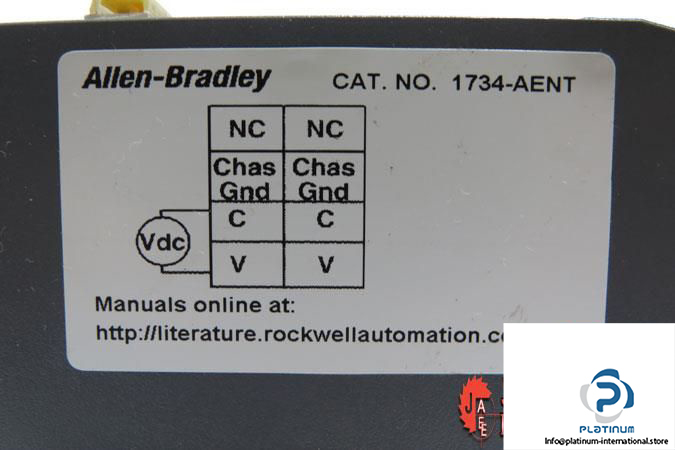 Allen-Bradley CAT. NO. 1734-AENT
NC NC
Chas Chas
Gnd Gnd
C C
Vdc
V V
Manuals online at:
http://literature.rockwellautomation.c
JAEE
PLATINUM
Info@platinum-international.store